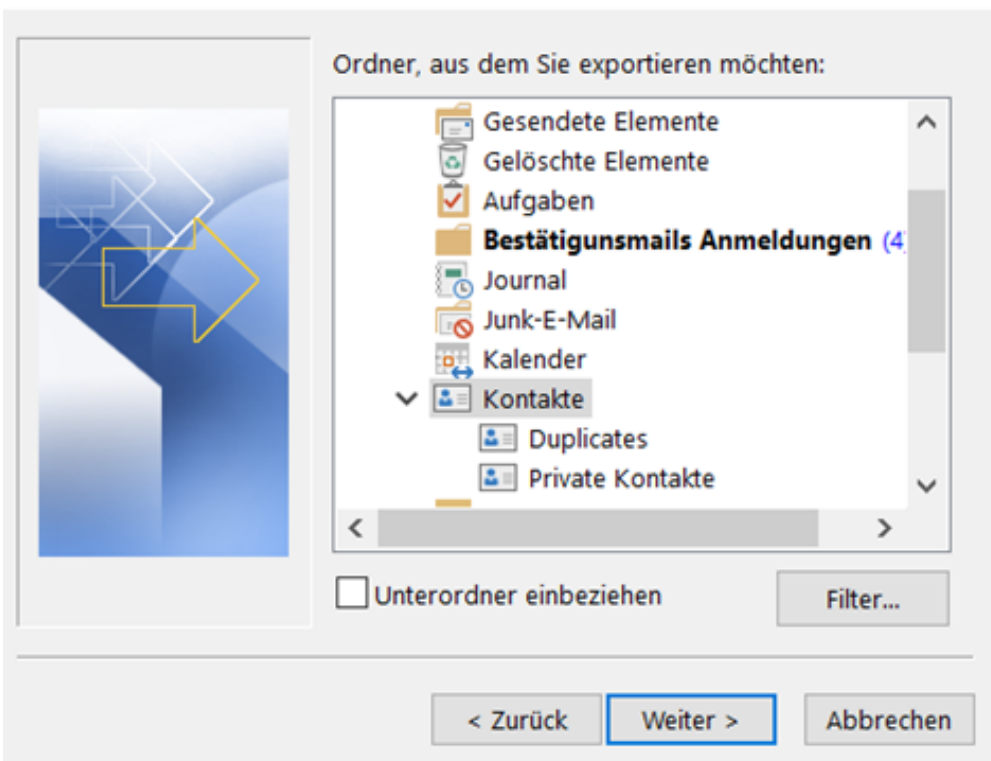 Ordner, aus dem Sie exportieren möchten:
Gesendete Elemente
Gelöschte Elemente
Aufgaben
Bestätigunsmails Anmeldungen (4
Journal
Junk-E-Mail
Kalender
Kontakte
Duplicates
Private Kontakte
Unterordner einbeziehen
Filter...
< Zurück
Weiter >
Abbrechen